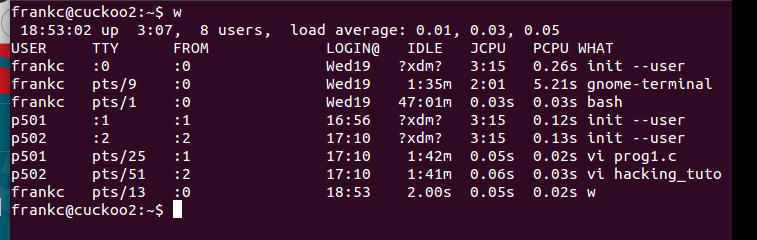 frankc@cuckoo2:~$ w
 18:53:02 up  3:07,  8 users,  load average: 0.01, 0.03, 0.05
USER     TTY      FROM             LOGIN@   IDLE   JCPU   PCPU WHAT
frankc   :0       :0               Wed19   ?xdm?   3:15   0.26s init --user
frankc   pts/9    :0               Wed19    1:35m  2:01   5.21s gnome-terminal
frankc   pts/1    :0               Wed19   47:01m  0.03s  0.03s bash
p501     :1       :1               16:56   ?xdm?   3:15   0.12s init --user
p502     :2       :2               17:10   ?xdm?   3:15   0.13s init --user
p501     pts/25   :1               17:10    1:42m  0.05s  0.02s vi prog1.c
p502     pts/51   :2               17:10    1:41m  0.06s  0.03s vi hacking_tuto
frankc   pts/13   :0               18:53    2.00s  0.05s  0.02s w
frankc@cuckoo2:~$